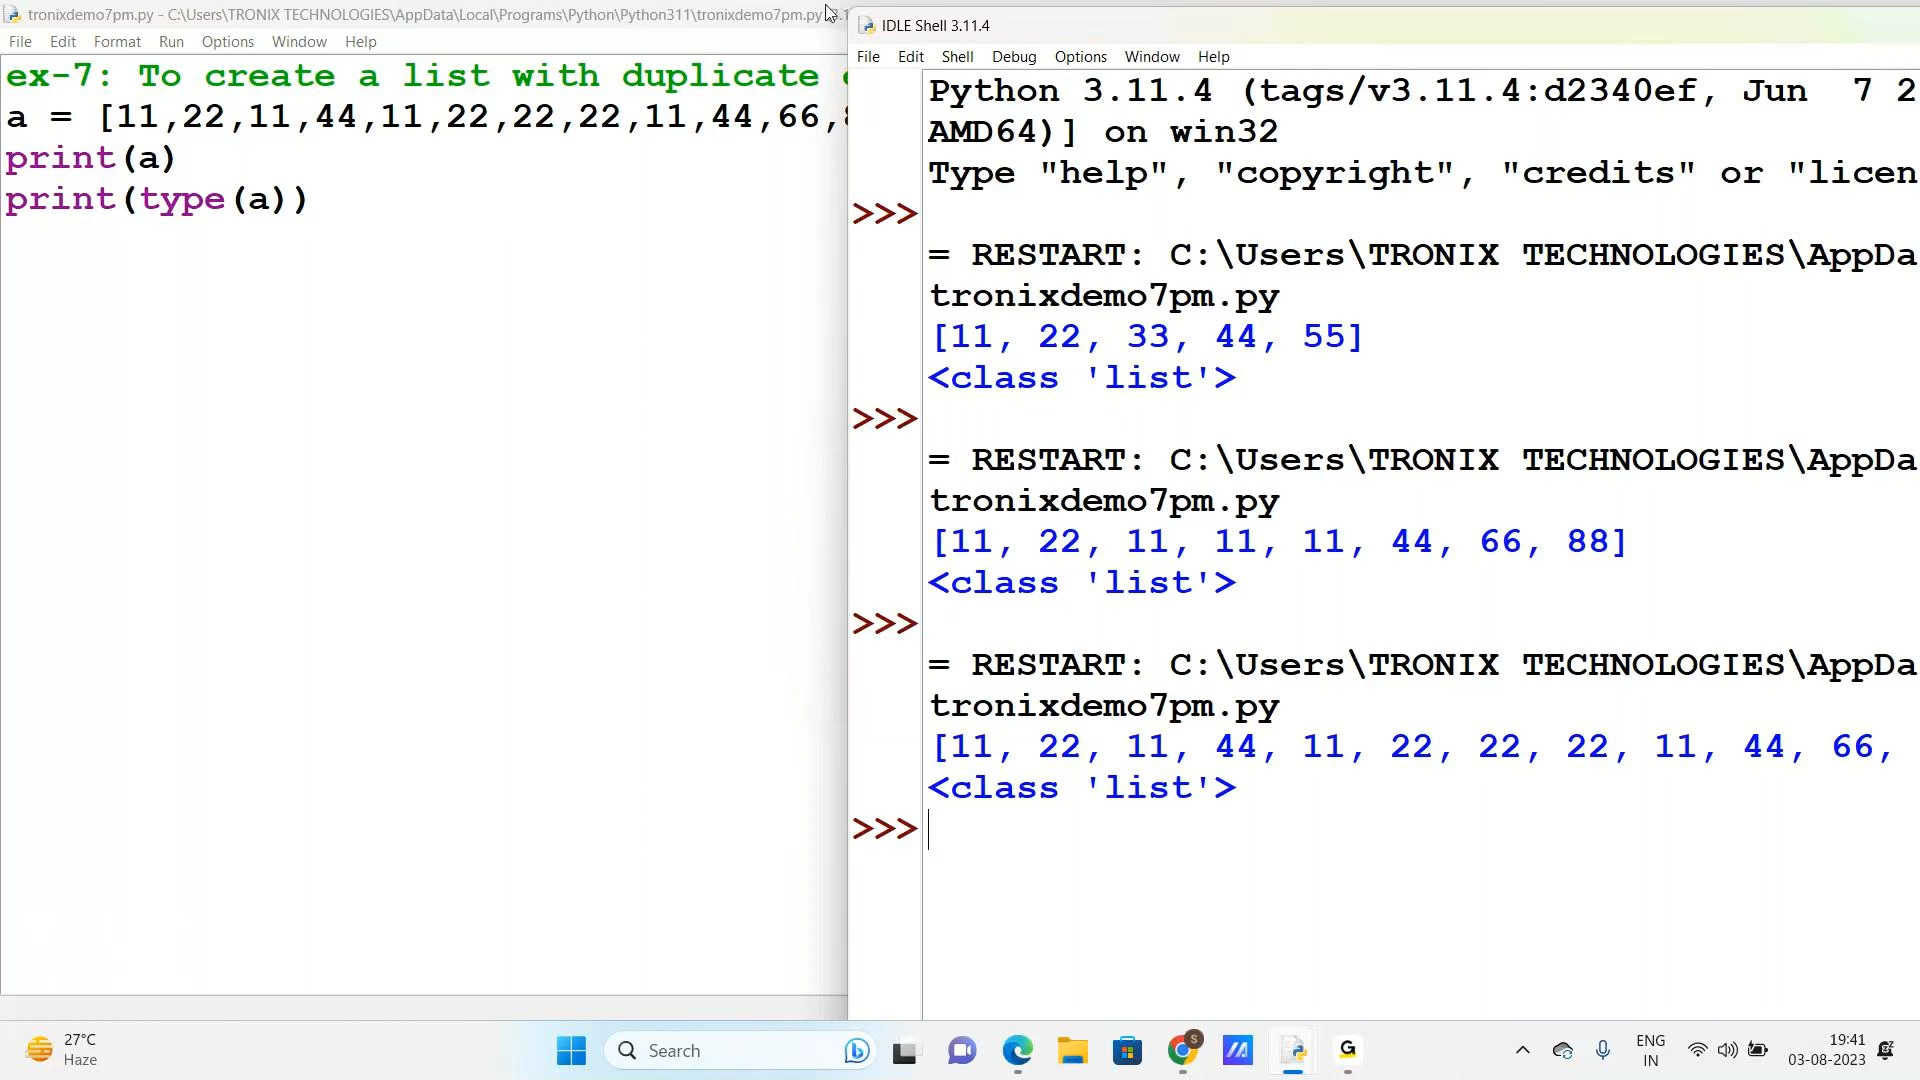 tronixdemo7pm.py - C:\Users\TRONIX TECHNOLOGIES\AppData\Local\Programs\Python\Python311\tronixdemo7pm.py
File Edit Format Run Options Window Help
ex-7: To create a list with duplicate
a = [11,22,11,44,11,22,22,22,11,44,66,
print(a)
print(type(a))
IDLE Shell 3.11.4
File Edit Shell Debug Options Window Help
Python 3.11.4 (tags/v3.11.4:d2340ef, Jun 7 2
AMD64)] on win32
Type "help", "copyright", "credits" or "licen
>>>
= RESTART: C:\Users\TRONIX TECHNOLOGIES\AppDa
tronixdemo7pm.py
[11, 22, 33, 44, 55]
<class 'list'>
>>>
= RESTART: C:\Users\TRONIX TECHNOLOGIES\AppDa
tronixdemo7pm.py
[11, 22, 11, 11, 11, 44, 66, 88]
<class 'list'>
>>>
= RESTART: C:\Users\TRONIX TECHNOLOGIES\AppDa
tronixdemo7pm.py
[11, 22, 11, 44, 11, 22, 22, 22, 11, 44, 66,
<class 'list'>
>>>
27°C
Haze
Search
S
G
ENG
IN
19:41
03-08-2023